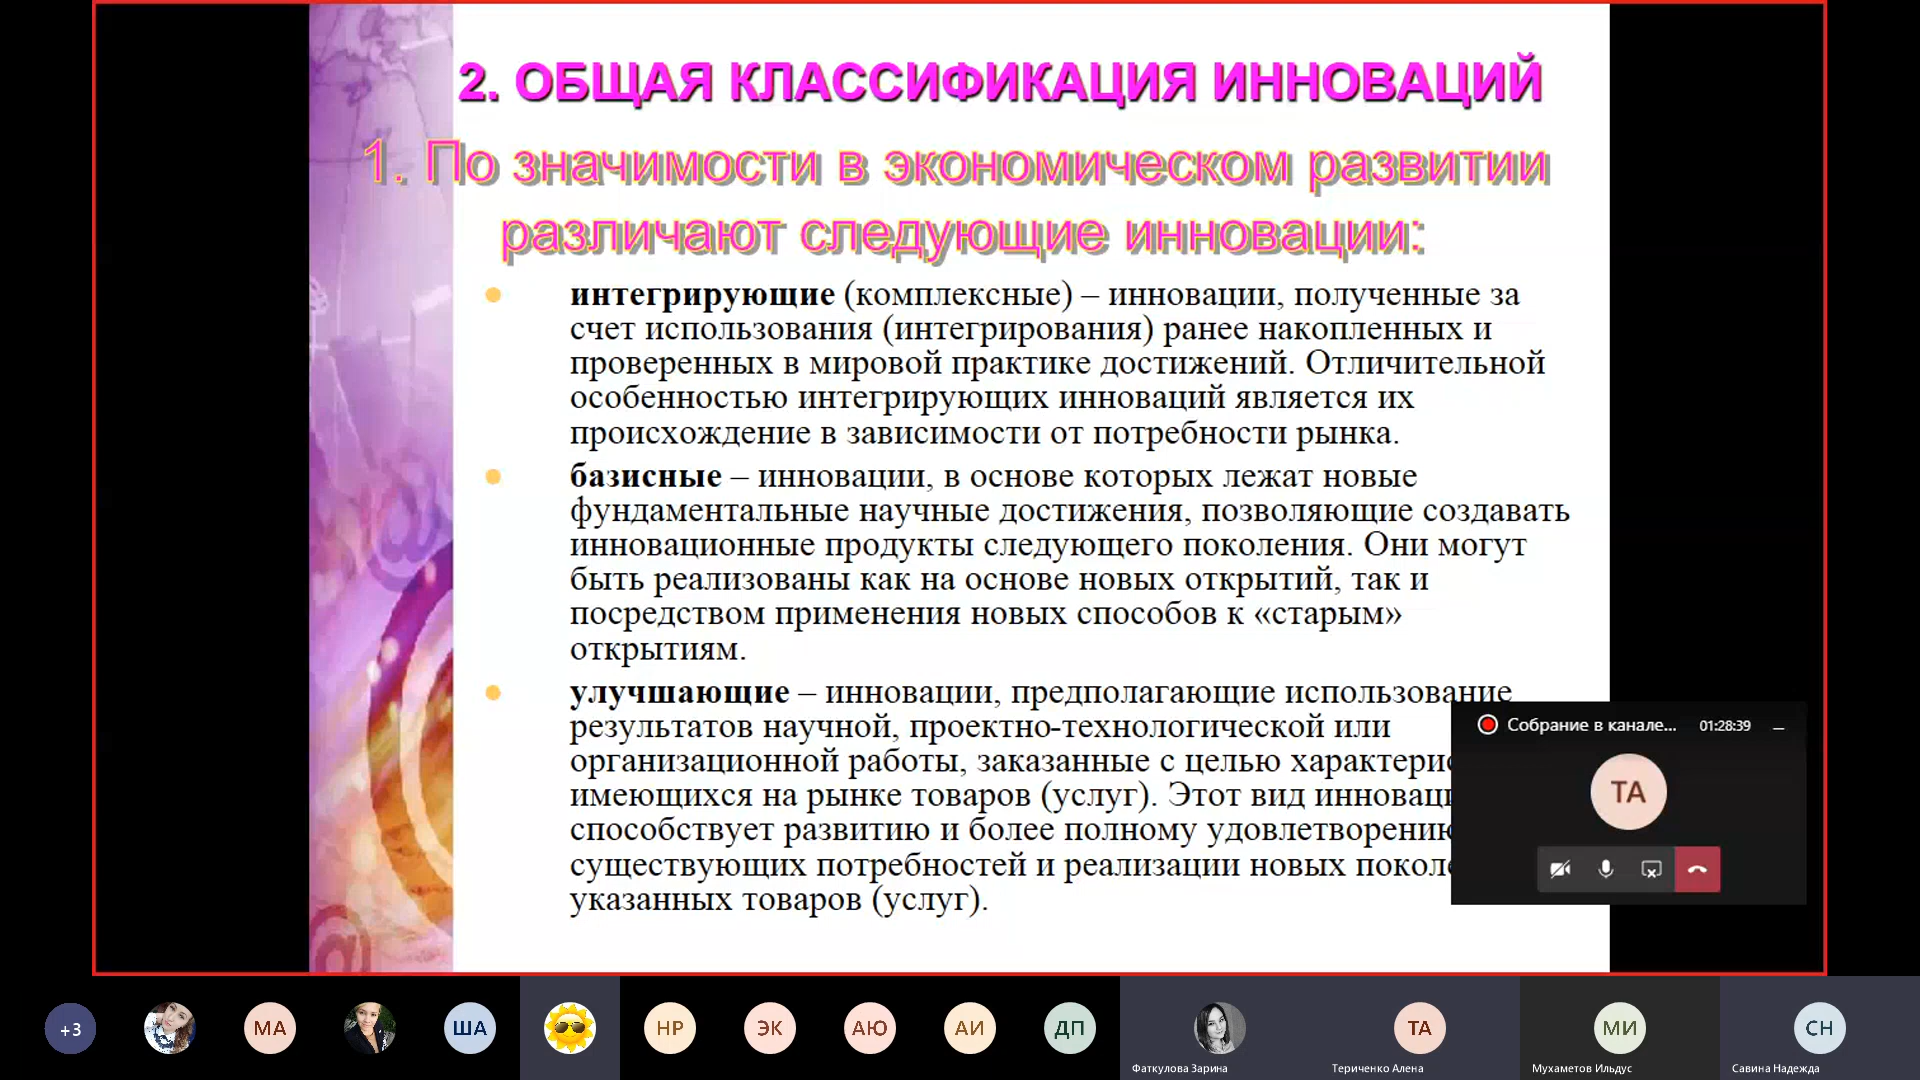 2. ОБЩАЯ КЛАССИФИКАЦИЯ ИННОВАЦИЙ
1. По значимости в экономическом развитии
различают следующие инновации:
интегрирующие (комплексные) – инновации, полученные за
счет использования (интегрирования) ранее накопленных и
проверенных в мировой практике достижений. Отличительной
особенностью интегрирующих инноваций является их
происхождение в зависимости от потребности рынка.
базисные – инновации, в основе которых лежат новые
фундаментальные научные достижения, позволяющие создавать
инновационные продукты следующего поколения. Они могут
быть реализованы как на основе новых открытий, так и
посредством применения новых способов к «старым»
открытиям.
улучшающие – инновации, предполагающие использование
результатов научной, проектно-технологической или
организационной работы, заказанные с целью
имеющихся на рынке товаров (услуг). Этот вид
способствует развитию и более полному
существующих потребностей и реализации новых
указанных товаров (услуг).
Собрание в канале... 01:28:39
ТА
+3 МА ША НР ЭК АЮ АИ ДП ТА МИ СН
Фаткулова Зарина Териченко Алена Мухаметов Ильдус Савина Надежда